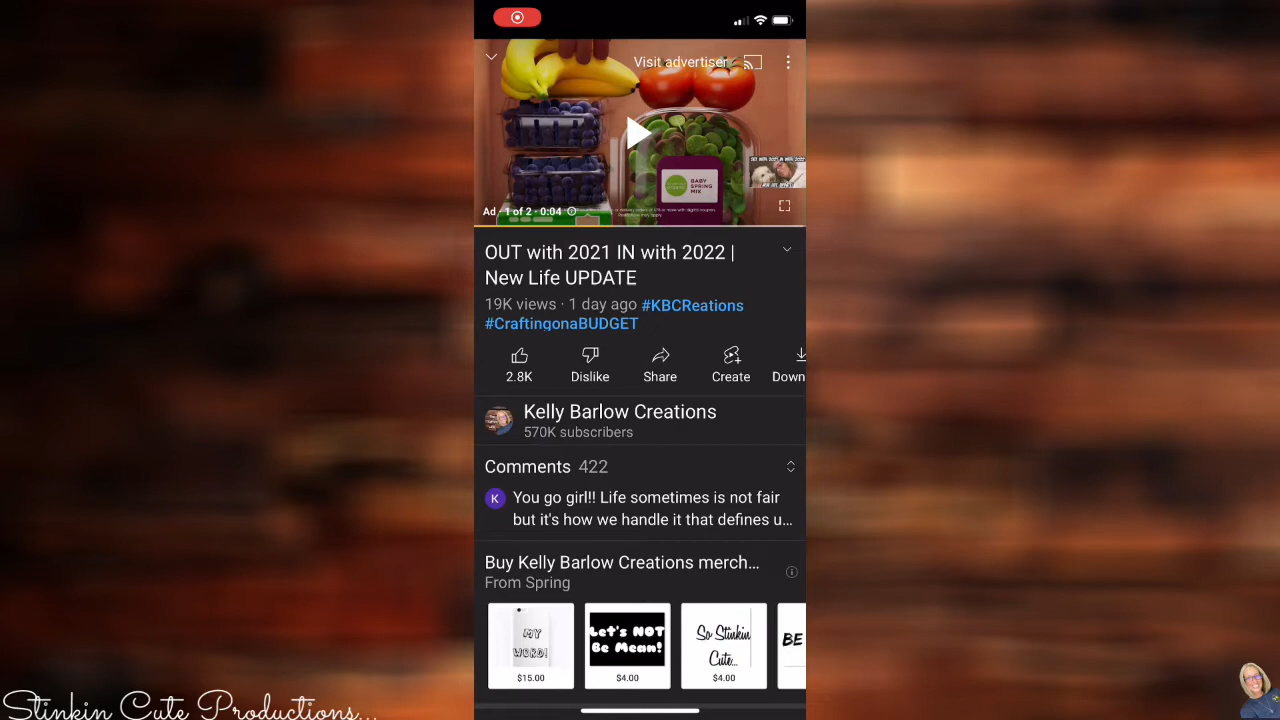 Visit advertiser
BABY
SPRING
MIX
Ad · 1 of 2 · 0:04
OUT with 2021 IN with 2022 |
New Life UPDATE
19K views · 1 day ago #KBCReations
#CraftingonaBUDGET
2.8K
Dislike
Share
Create
Down
Kelly Barlow Creations
570K subscribers
Comments 422
K
You go girl!! Life sometimes is not fair
but it's how we handle it that defines u...
Buy Kelly Barlow Creations merch...
From Spring
MY
WORD!
$15.00
Let's NOT
Be Mean!
$4.00
So Stinkin
Cute...
$4.00
BE
Stinkin Cute Productions...